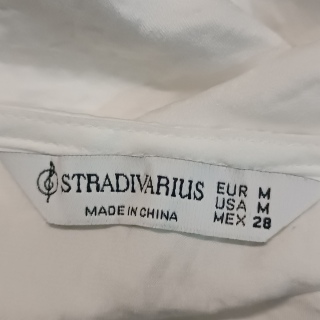 STRADIVARIUS
MADE IN CHINA
EUR M
USA M
MEX 28